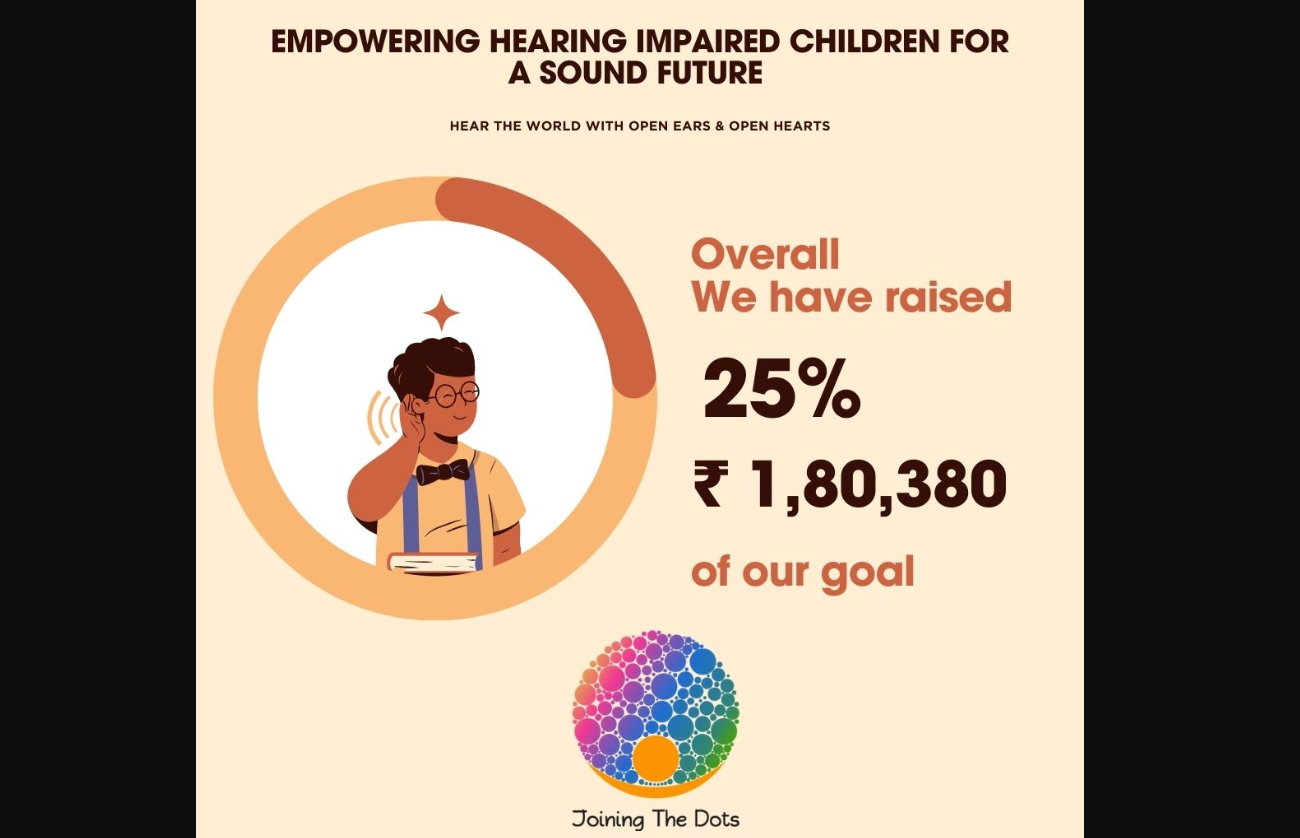 EMPOWERING HEARING IMPAIRED CHILDREN FOR
A SOUND FUTURE
HEAR THE WORLD WITH OPEN EARS & OPEN HEARTS
Overall
We have raised
25%
₹ 1,80,380
of our goal
Joining The Dots